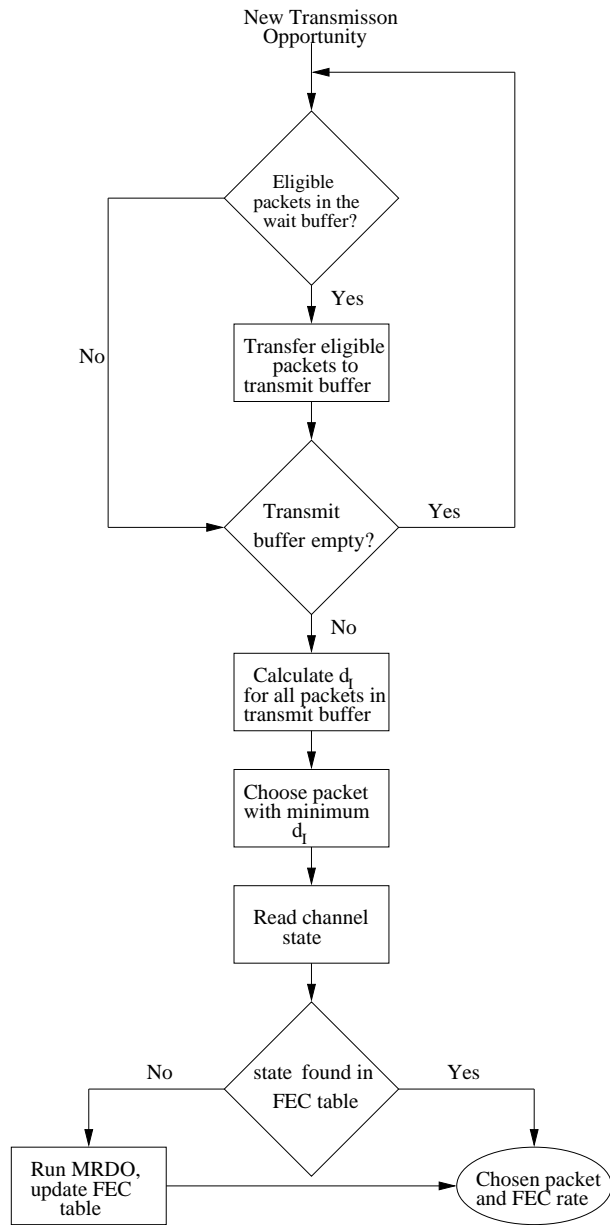 New Transmisson
Opportunity
Eligible
packets in the
wait buffer?
Yes
No
Transfer eligible
packets to
transmit buffer
Transmit
buffer empty?
Yes
No
Calculate d_I
for all packets in
transmit buffer
Choose packet
with minimum
d_I
Read channel
state
state found in
FEC table
No
Yes
Run MRDO,
update FEC
table
Chosen packet
and FEC rate